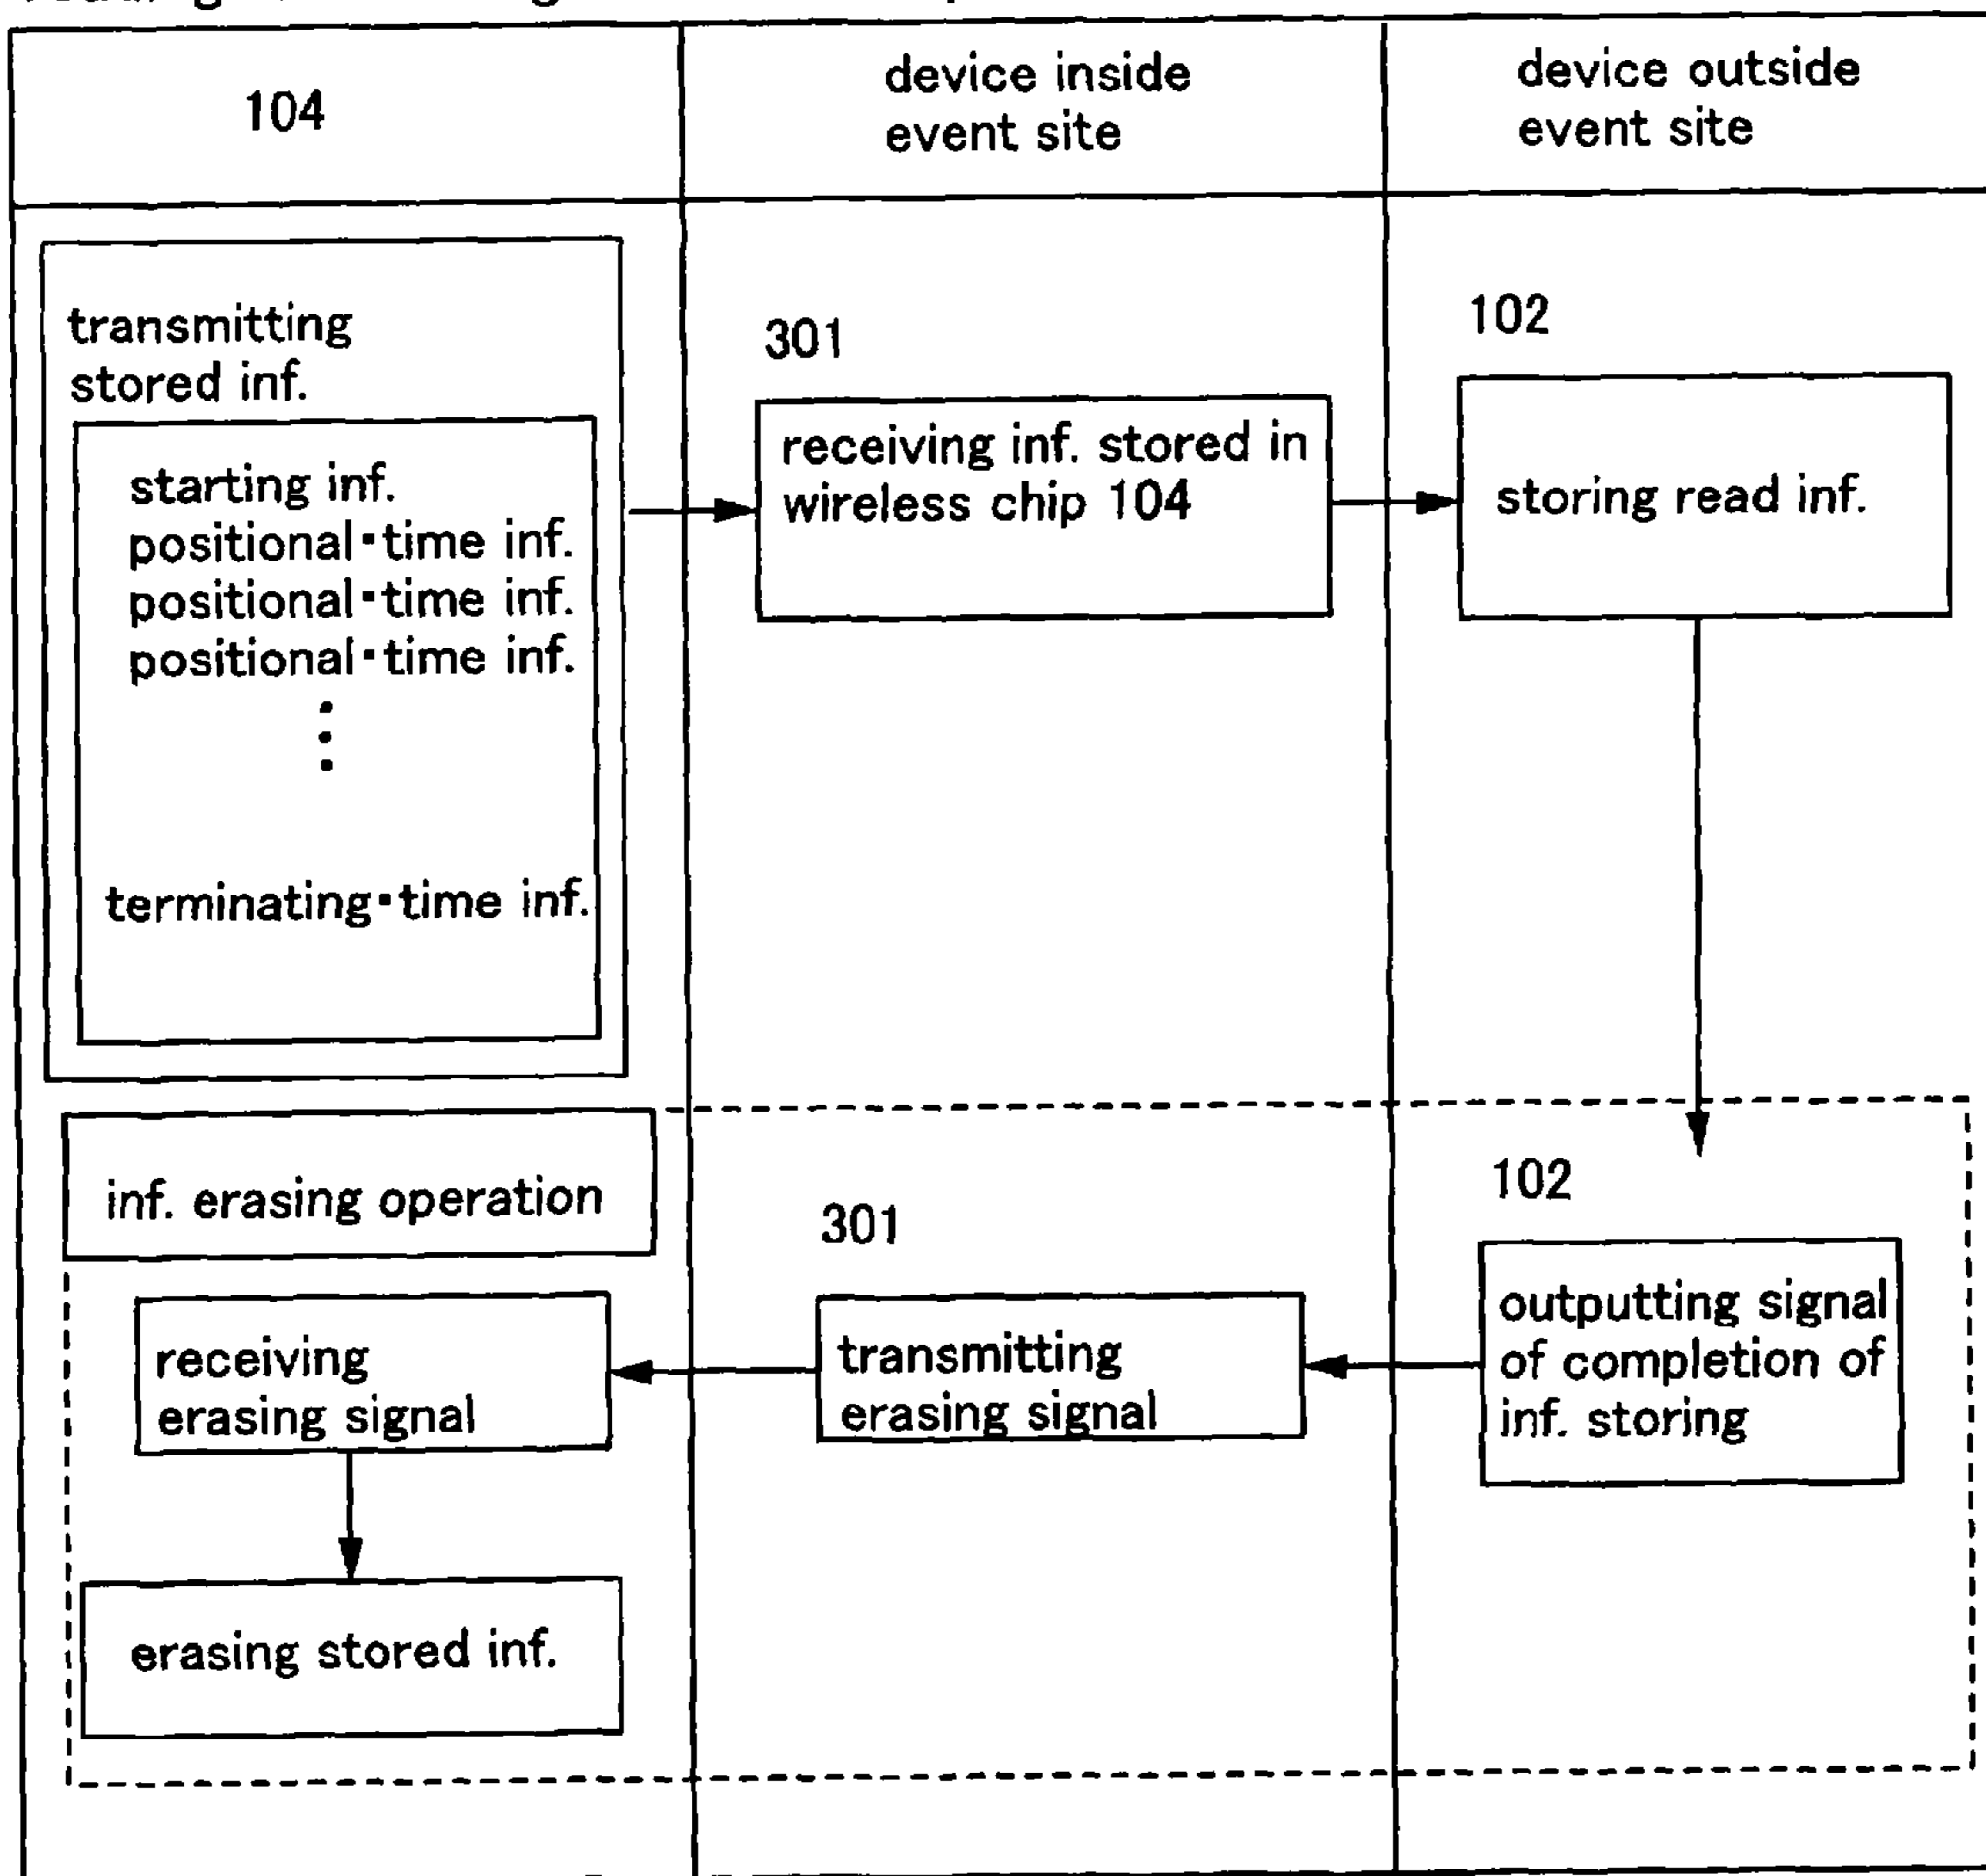 104
device inside
event site
device outside
event site
transmitting
stored inf.
starting inf.
positional·time inf.
positional·time inf.
positional·time inf.
terminating·time inf.
301
receiving inf. stored in
wireless chip 104
102
storing read inf.
inf. erasing operation
receiving
erasing signal
erasing stored inf.
301
transmitting
erasing signal
102
outputting signal
of completion of
inf. storing